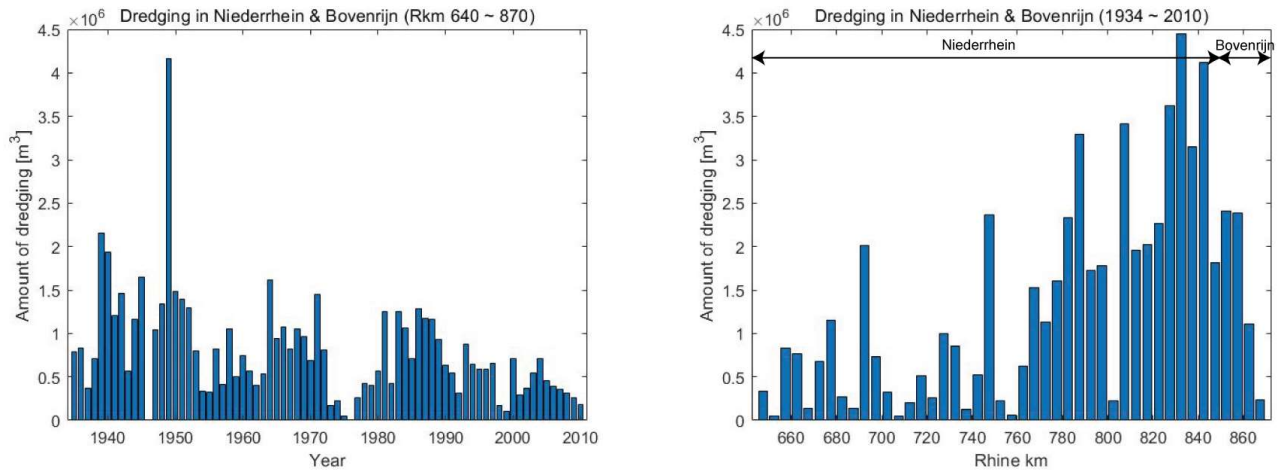 Dredging in Niederrhein & Bovenrijn (Rkm 640 ~ 870)
×10^6
4.5
4
3.5
3
2.5
2
1.5
1
0.5
0
Amount of dredging [m^3]
1940 1950 1960 1970 1980 1990 2000 2010
Year
Dredging in Niederrhein & Bovenrijn (1934 ~ 2010)
×10^6
Niederrhein Bovenrijn
4.5
4
3.5
3
2.5
2
1.5
1
0.5
0
Amount of dredging [m^3]
660 680 700 720 740 760 780 800 820 840 860
Rhine km